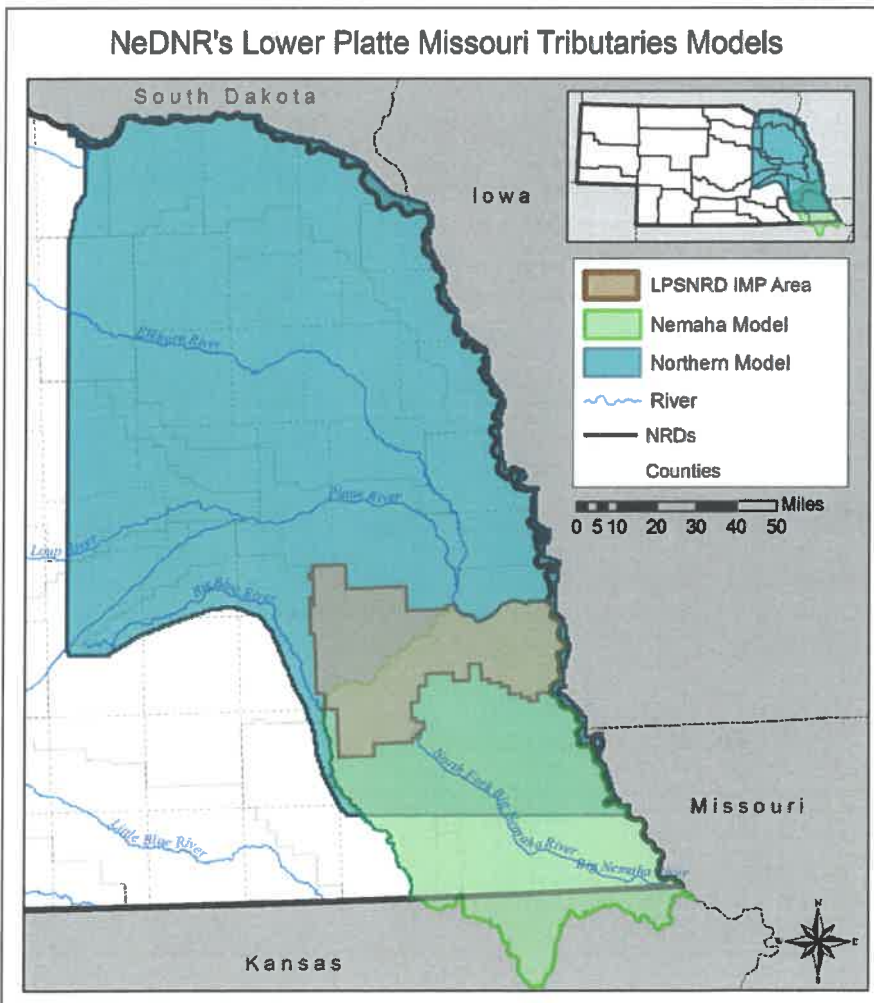 NeDNR's Lower Platte Missouri Tributaries Models
South Dakota
Iowa
LPSNRD IMP Area
Nemaha Model
Northern Model
River
NRDs
Counties
Miles
0 5 10 20 30 40 50
Elkhorn River
Platte River
Loup River
Big Blue River
North Fork Big Nemaha River
Big Nemaha River
Little Blue River
Missouri
Kansas
N
E
S